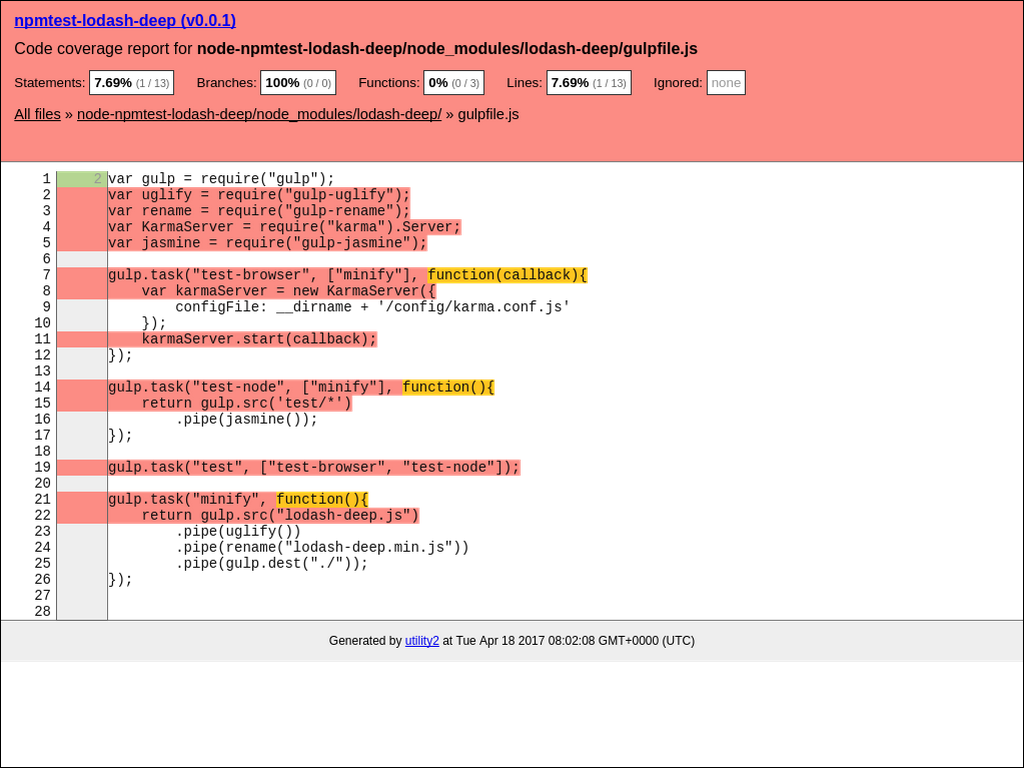 npmtest-lodash-deep (v0.0.1)
Code coverage report for node-npmtest-lodash-deep/node_modules/lodash-deep/gulpfile.js
Statements: 7.69% (1 / 13) Branches: 100% (0 / 0) Functions: 0% (0 / 3) Lines: 7.69% (1 / 13) Ignored: none
All files » node-npmtest-lodash-deep/node_modules/lodash-deep/ » gulpfile.js
1 2 var gulp = require("gulp");
2 var uglify = require("gulp-uglify");
3 var rename = require("gulp-rename");
4 var KarmaServer = require("karma").Server;
5 var jasmine = require("gulp-jasmine");
6
7 gulp.task("test-browser", ["minify"], function(callback){
8     var karmaServer = new KarmaServer({
9         configFile: __dirname + '/config/karma.conf.js'
10     });
11     karmaServer.start(callback);
12 });
13
14 gulp.task("test-node", ["minify"], function(){
15     return gulp.src('test/*')
16         .pipe(jasmine());
17 });
18
19 gulp.task("test", ["test-browser", "test-node"]);
20
21 gulp.task("minify", function(){
22     return gulp.src("lodash-deep.js")
23         .pipe(uglify())
24         .pipe(rename("lodash-deep.min.js"))
25         .pipe(gulp.dest("./"));
26 });
27
28
Generated by utility2 at Tue Apr 18 2017 08:02:08 GMT+0000 (UTC)